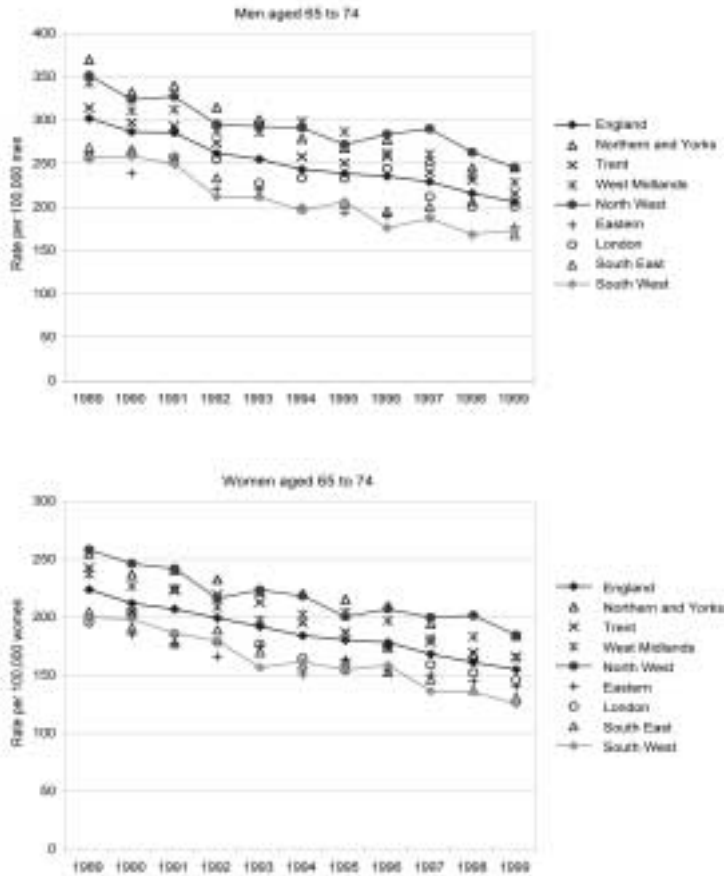 Men aged 65 to 74
Rate per 100,000 men
400
350
300
250
200
150
100
50
0
1989 1990 1991 1992 1993 1994 1995 1996 1997 1998 1999
England
Northern and Yorks
Trent
West Midlands
North West
Eastern
London
South East
South West
Women aged 65 to 74
Rate per 100,000 women
300
250
200
150
100
50
0
1989 1990 1991 1992 1993 1994 1995 1996 1997 1998 1999
England
Northern and Yorks
Trent
West Midlands
North West
Eastern
London
South East
South West